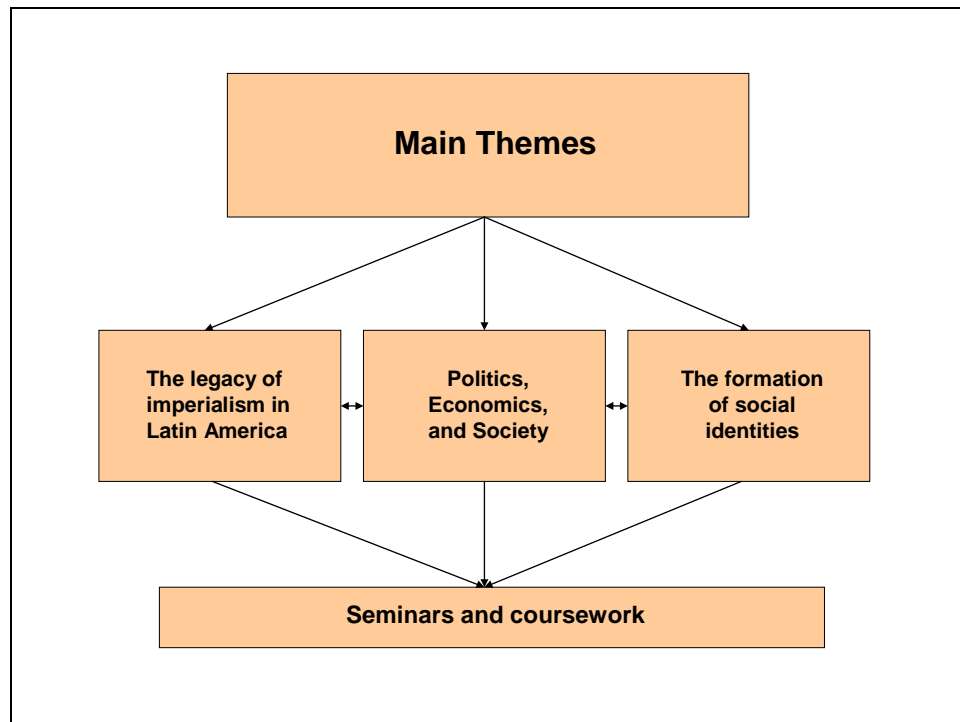 Main Themes
The legacy of
imperialism in
Latin America
Politics,
Economics,
and Society
The formation
of social
identities
Seminars and coursework